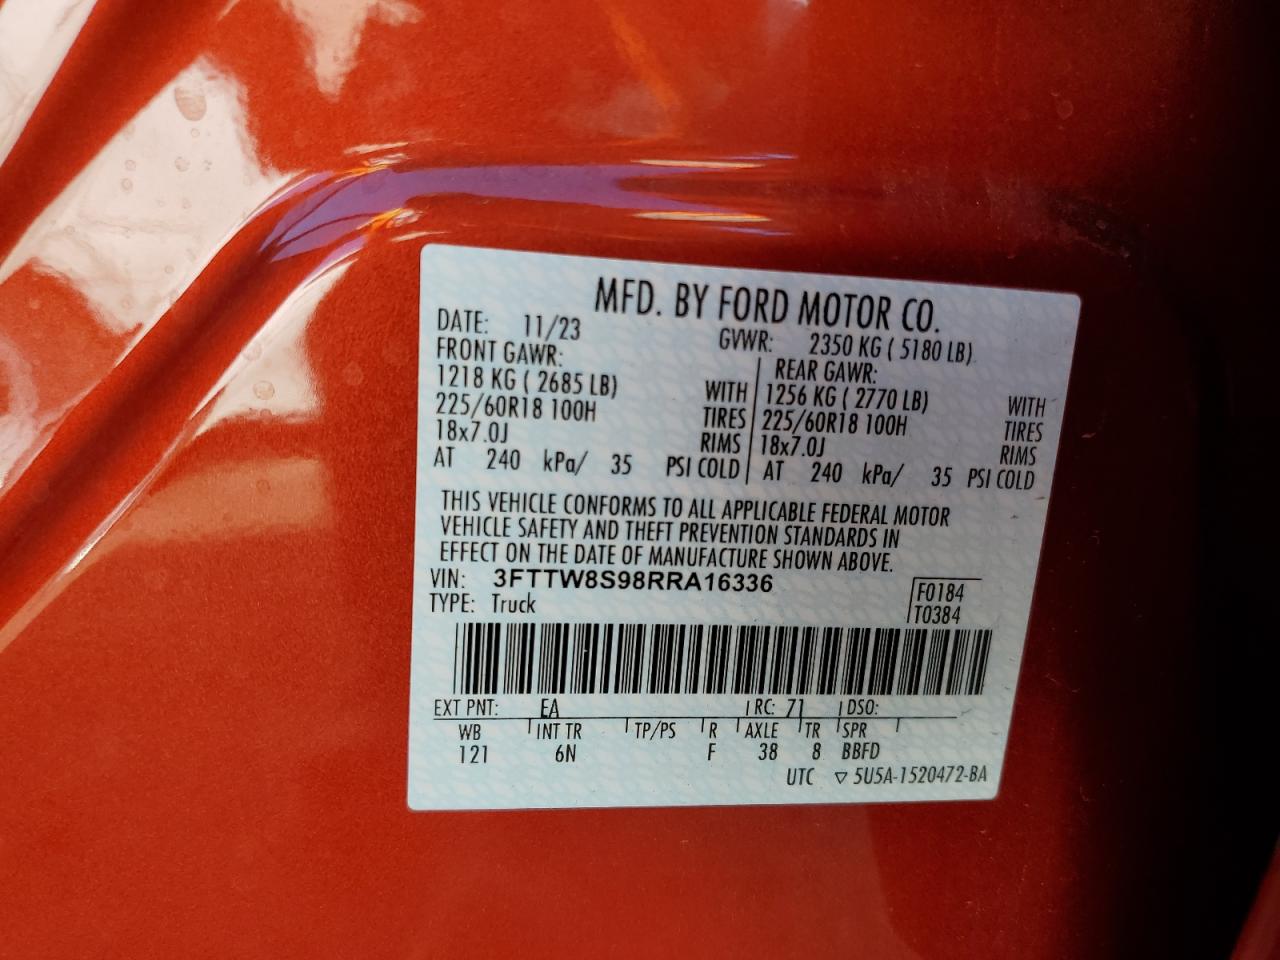 MFD. BY FORD MOTOR CO.
DATE: 11/23 GVWR: 2350 KG ( 5180 LB)
FRONT GAWR: REAR GAWR:
1218 KG ( 2685 LB) WITH 1256 KG ( 2770 LB) WITH
225/60R18 100H TIRES 225/60R18 100H TIRES
18x7.0J RIMS 18x7.0J RIMS
AT 240 kPa/ 35 PSI COLD AT 240 kPa/ 35 PSI COLD
THIS VEHICLE CONFORMS TO ALL APPLICABLE FEDERAL MOTOR
VEHICLE SAFETY AND THEFT PREVENTION STANDARDS IN
EFFECT ON THE DATE OF MANUFACTURE SHOWN ABOVE.
VIN: 3FTTW8S98RRA16336 F0184
TYPE: Truck T0384
EXT PNT: EA RC: 71 DSO:
WB INT TR TP/PS R AXLE TR SPR
121 6N F 38 8 BBFD
UTC ▽ 5U5A-1520472-BA